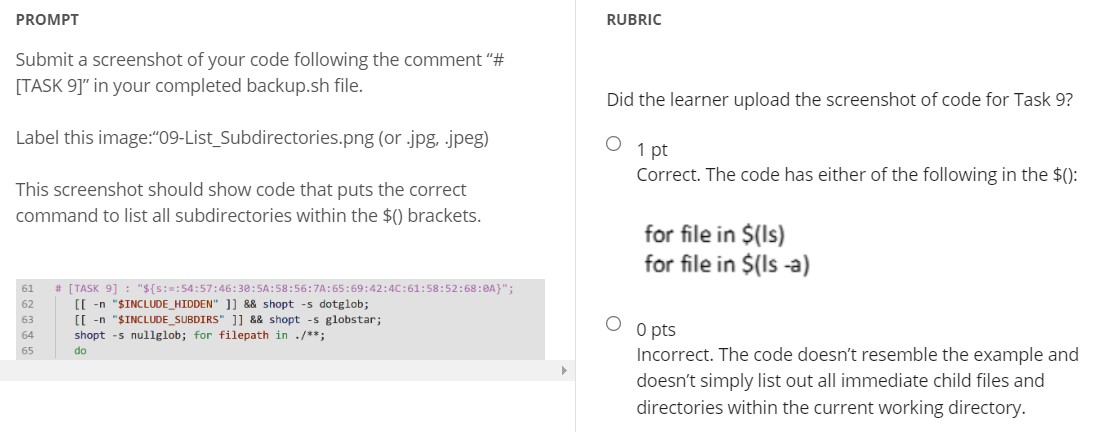 PROMPT
Submit a screenshot of your code following the comment “#
[TASK 9]” in your completed backup.sh file.
Label this image:“09-List_Subdirectories.png (or .jpg, .jpeg)
This screenshot should show code that puts the correct
command to list all subdirectories within the $() brackets.
61 # [TASK 9] : "${s:=:54:57:46:30:5A:58:56:7A:65:69:42:4C:61:58:52:68:0A}";
62 [[ -n "$INCLUDE_HIDDEN" ]] && shopt -s dotglob;
63 [[ -n "$INCLUDE_SUBDIRS" ]] && shopt -s globstar;
64 shopt -s nullglob; for filepath in ./**;
65 do
RUBRIC
Did the learner upload the screenshot of code for Task 9?
1 pt
Correct. The code has either of the following in the $():
for file in $(ls)
for file in $(ls -a)
0 pts
Incorrect. The code doesn’t resemble the example and
doesn’t simply list out all immediate child files and
directories within the current working directory.